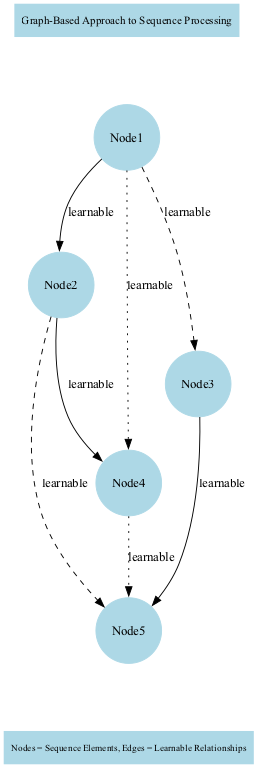 Graph-Based Approach to Sequence Processing
Node1
learnable
learnable
Node2
learnable
Node3
learnable
learnable
Node4
learnable
learnable
Node5
Nodes = Sequence Elements, Edges = Learnable Relationships